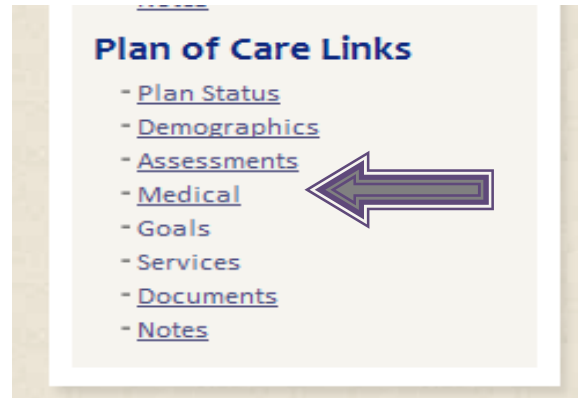 Plan of Care Links
- Plan Status
- Demographics
- Assessments
- Medical
- Goals
- Services
- Documents
- Notes